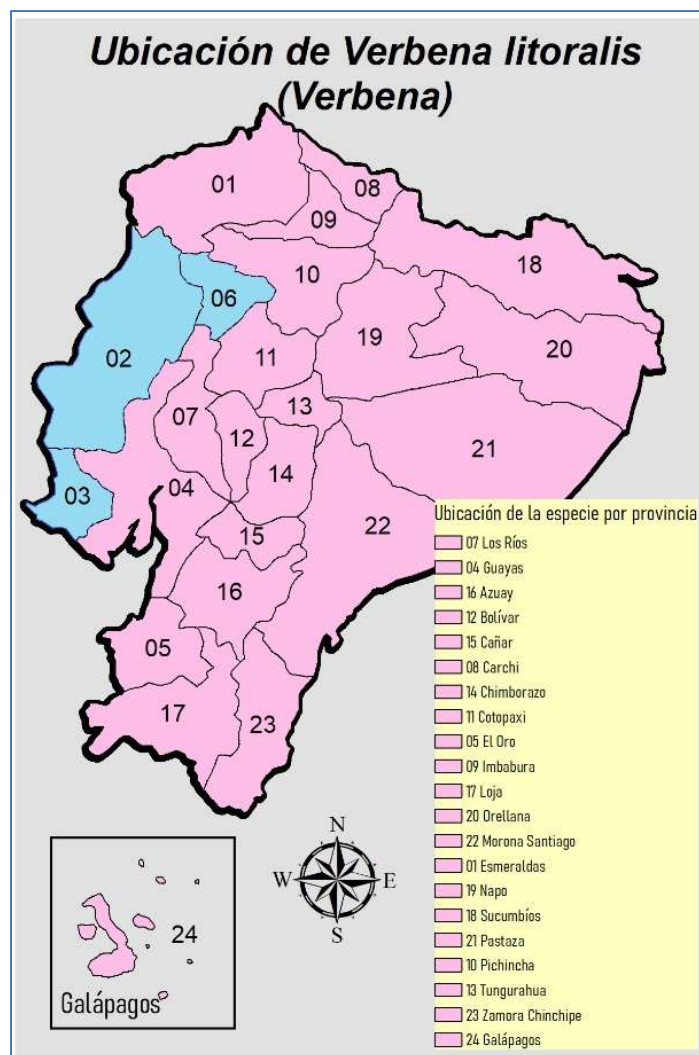 Ubicación de Verbena litoralis
(Verbena)
01
08
09
18
10
06
02
19
20
11
07
13
12
21
14
03
04
22
15
16
05
17
23
Ubicación de la especie por provincia
07 Los Ríos
04 Guayas
16 Azuay
12 Bolívar
15 Cañar
08 Carchi
14 Chimborazo
11 Cotopaxi
05 El Oro
09 Imbabura
17 Loja
20 Orellana
22 Morona Santiago
01 Esmeraldas
19 Napo
18 Sucumbíos
21 Pastaza
10 Pichincha
13 Tungurahua
23 Zamora Chinchipe
24 Galápagos
N
W E
S
24
Galápagos